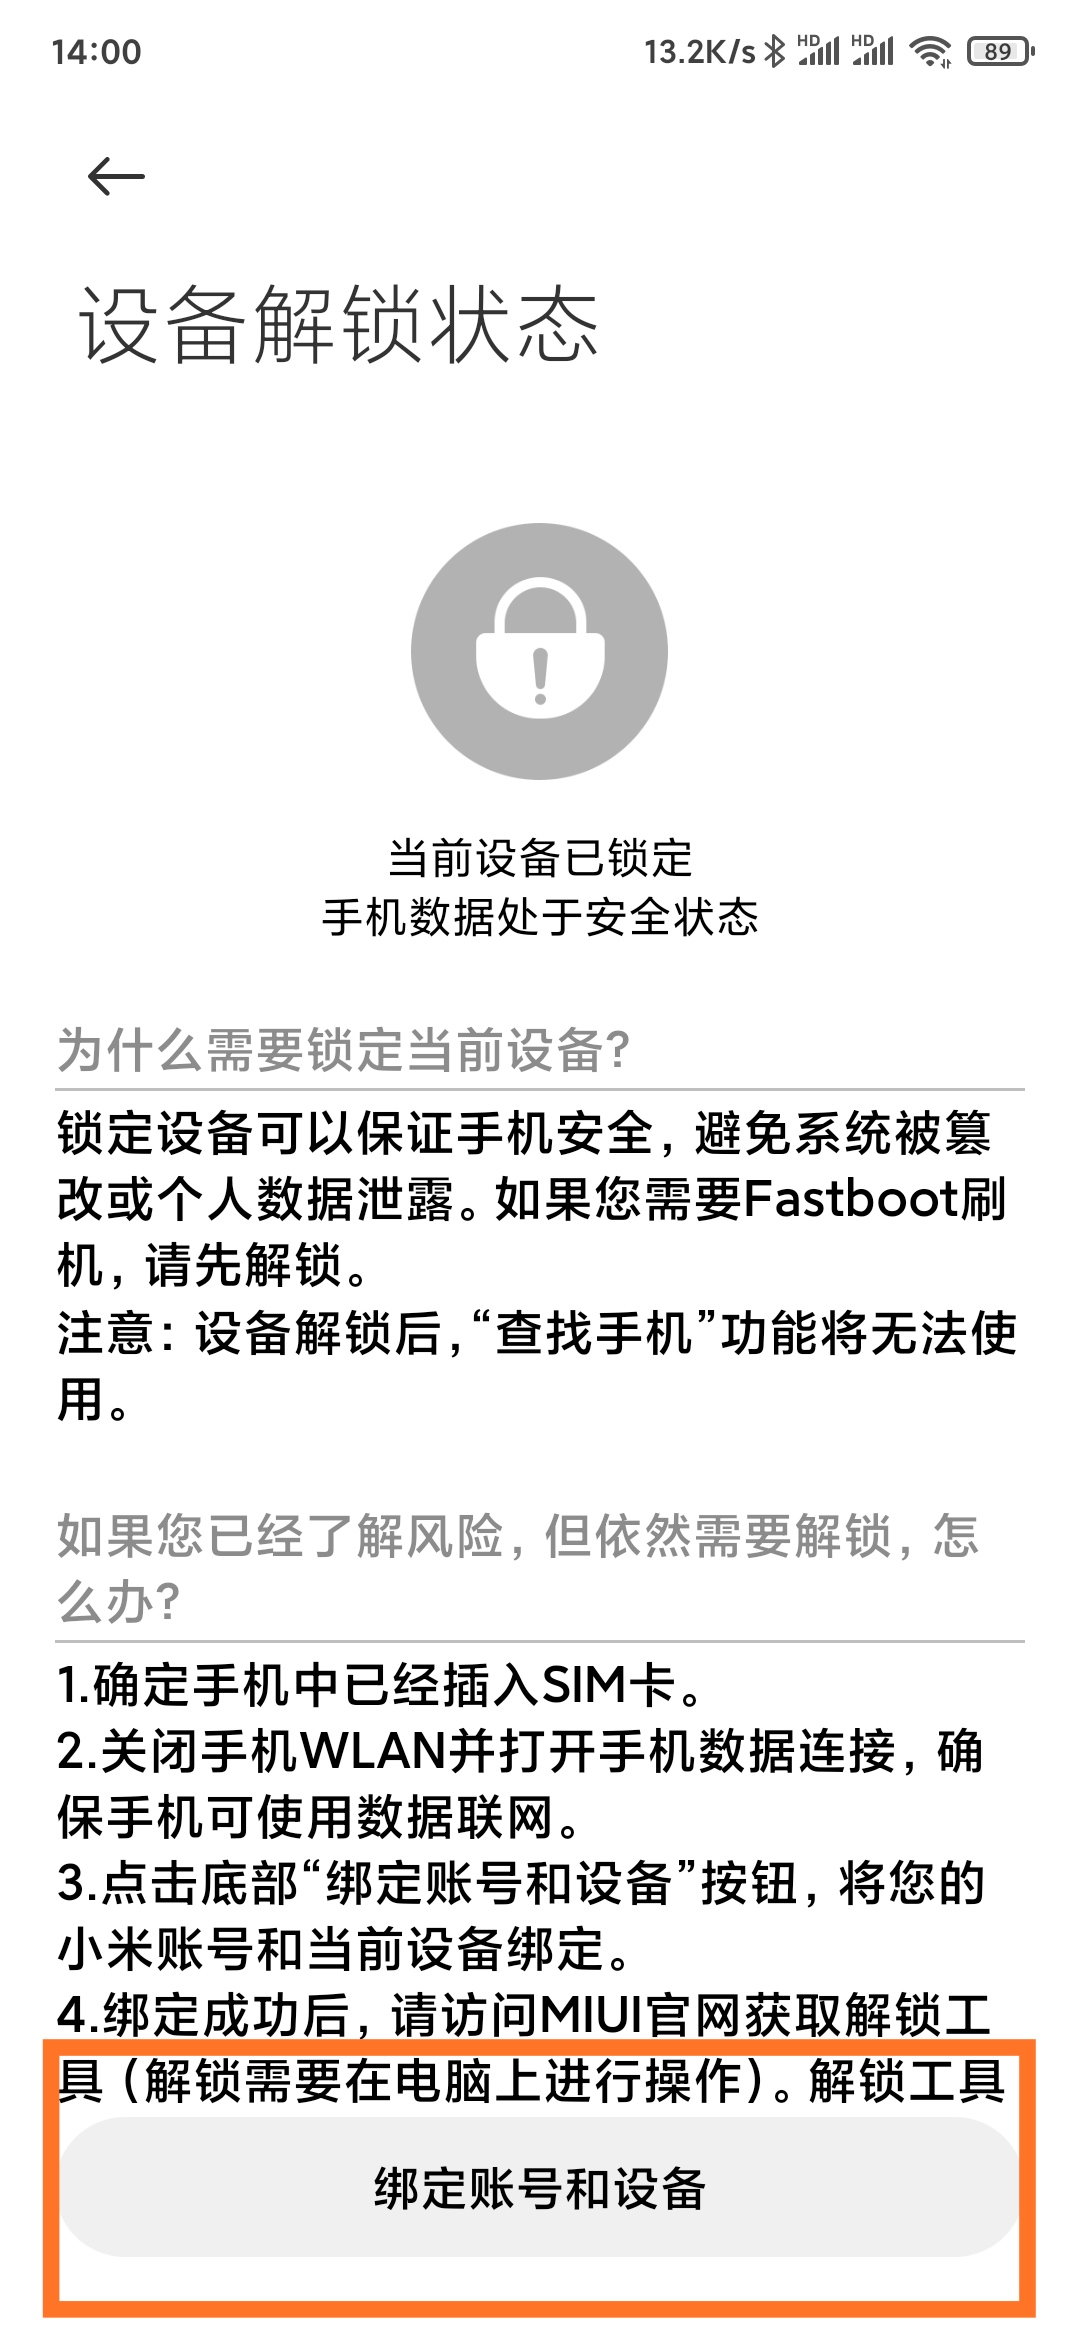 14:00
13.2K/s HD HD 89
设备解锁状态
当前设备已锁定
手机数据处于安全状态
为什么需要锁定当前设备?
锁定设备可以保证手机安全，避免系统被篡
改或个人数据泄露。如果您需要Fastboot刷
机，请先解锁。
注意：设备解锁后，“查找手机”功能将无法使
用。
如果您已经了解风险，但依然需要解锁，怎
么办?
1.确定手机中已经插入SIM卡。
2.关闭手机WLAN并打开手机数据连接，确
保手机可使用数据联网。
3.点击底部“绑定账号和设备”按钮，将您的
小米账号和当前设备绑定。
4.绑定成功后，请访问MIUI官网获取解锁工
具（解锁需要在电脑上进行操作）。解锁工具
绑定账号和设备